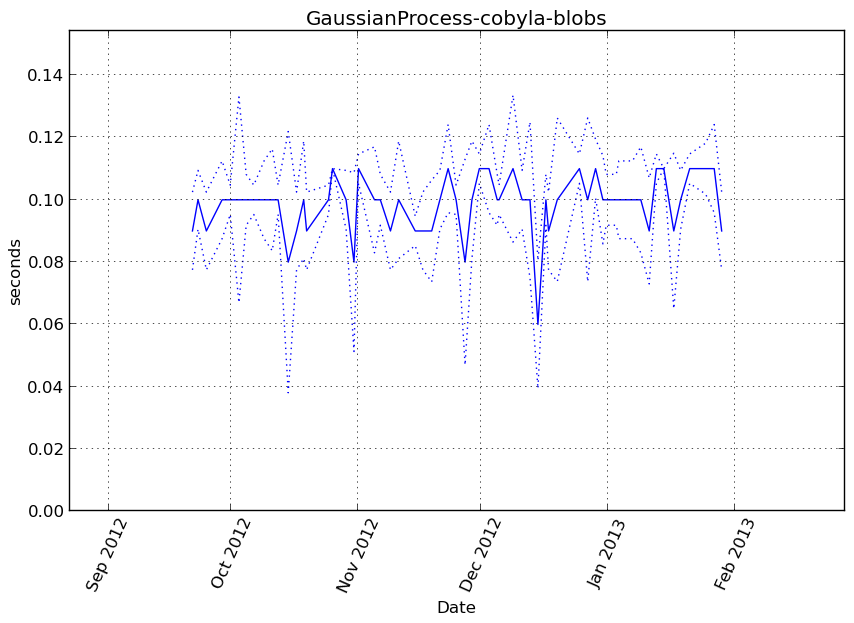 GaussianProcess-cobyla-blobs
0.14
0.12
0.10
0.08
0.06
0.04
0.02
0.00
seconds
Sep 2012
Oct 2012
Nov 2012
Dec 2012
Jan 2013
Feb 2013
Date